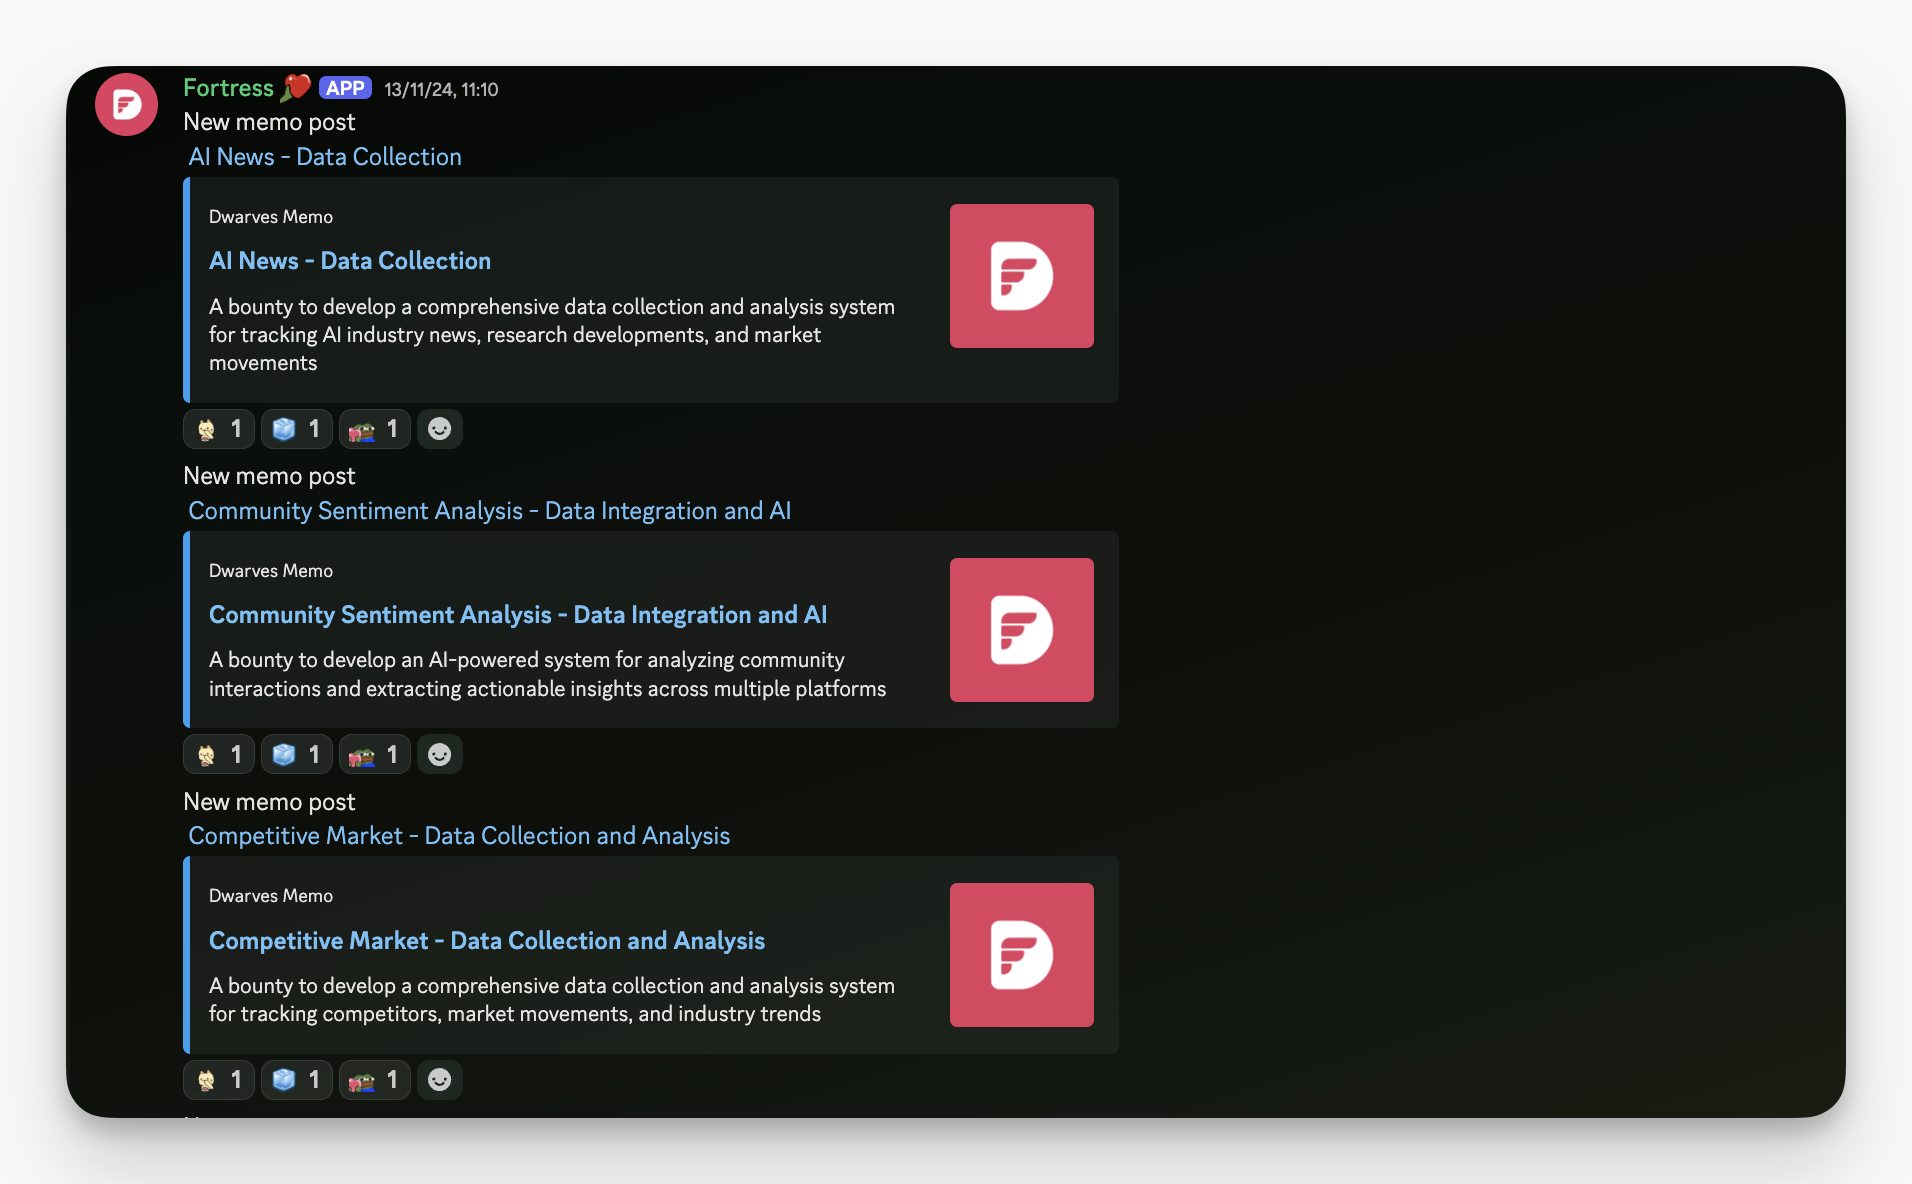 Fortress APP 13/11/24, 11:10
New memo post
AI News - Data Collection
Dwarves Memo
AI News - Data Collection
A bounty to develop a comprehensive data collection and analysis system
for tracking AI industry news, research developments, and market
movements
1 1 1
New memo post
Community Sentiment Analysis - Data Integration and AI
Dwarves Memo
Community Sentiment Analysis - Data Integration and AI
A bounty to develop an AI-powered system for analyzing community
interactions and extracting actionable insights across multiple platforms
1 1 1
New memo post
Competitive Market - Data Collection and Analysis
Dwarves Memo
Competitive Market - Data Collection and Analysis
A bounty to develop a comprehensive data collection and analysis system
for tracking competitors, market movements, and industry trends
1 1 1